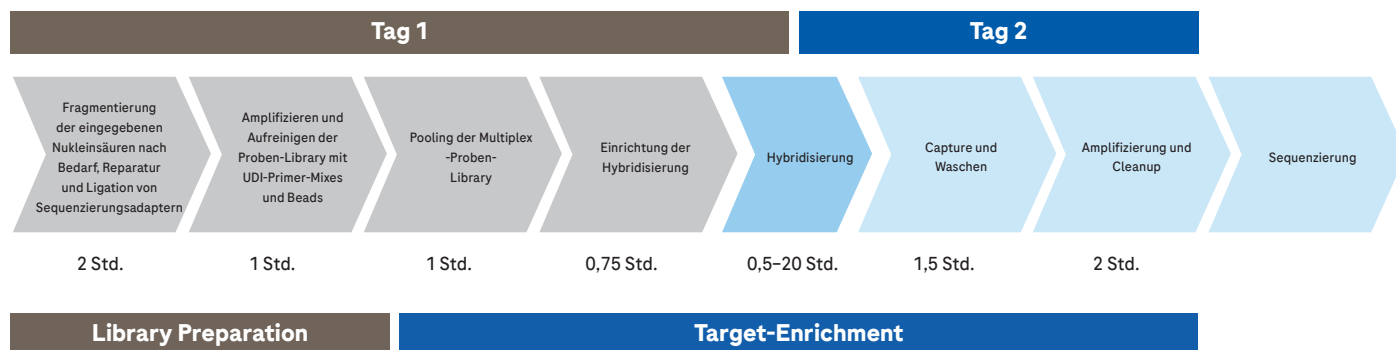 Tag 1
Tag 2
Fragmentierung
der eingegebenen
Nukleinsäuren nach
Bedarf, Reparatur
und Ligation von
Sequenzierungsadaptern
Amplifizieren und
Aufreinigen der
Proben-Library mit
UDI-Primer-Mixes
und Beads
Pooling der Multiplex
-Proben-
Library
Einrichtung der
Hybridisierung
Hybridisierung
Capture und
Waschen
Amplifizierung und
Cleanup
Sequenzierung
2 Std.
1 Std.
1 Std.
0,75 Std.
0,5–20 Std.
1,5 Std.
2 Std.
Library Preparation
Target-Enrichment